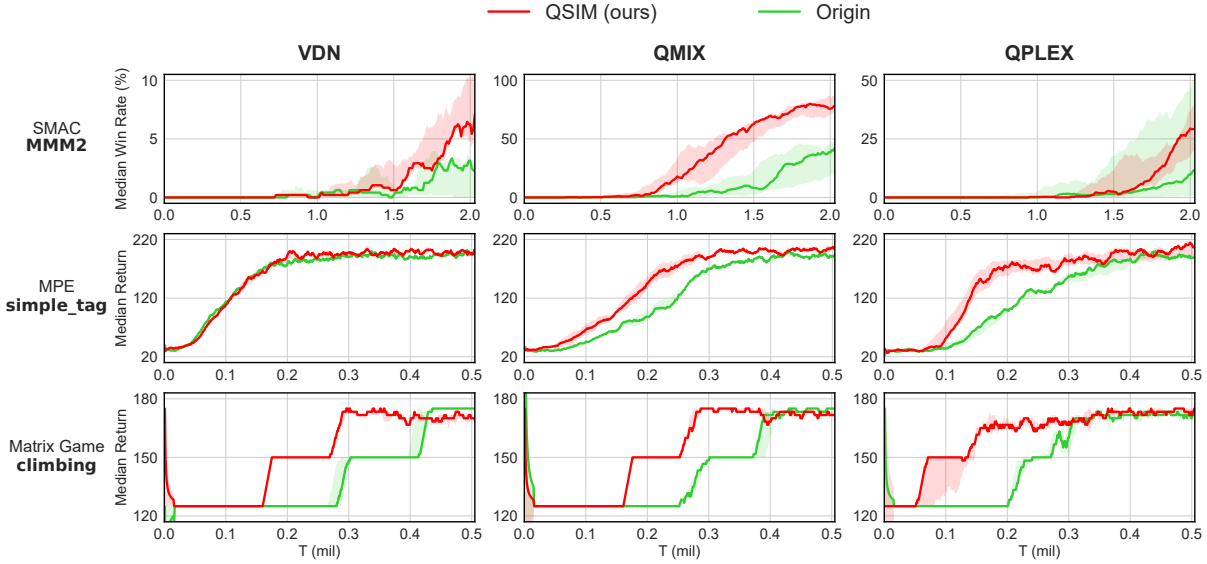 QSIM (ours) Origin
VDN QMIX QPLEX
SMAC
MMM2
Median Win Rate (%)
10
5
0
0.0 0.5 1.0 1.5 2.0
100
50
0
0.0 0.5 1.0 1.5 2.0
50
25
0
0.0 0.5 1.0 1.5 2.0
MPE
simple_tag
Median Return
220
120
20
0.0 0.1 0.2 0.3 0.4 0.5
220
120
20
0.0 0.1 0.2 0.3 0.4 0.5
220
120
20
0.0 0.1 0.2 0.3 0.4 0.5
Matrix Game
climbing
Median Return
180
150
120
0.0 0.1 0.2 0.3 0.4 0.5
T (mil)
180
150
120
0.0 0.1 0.2 0.3 0.4 0.5
T (mil)
180
150
120
0.0 0.1 0.2 0.3 0.4 0.5
T (mil)